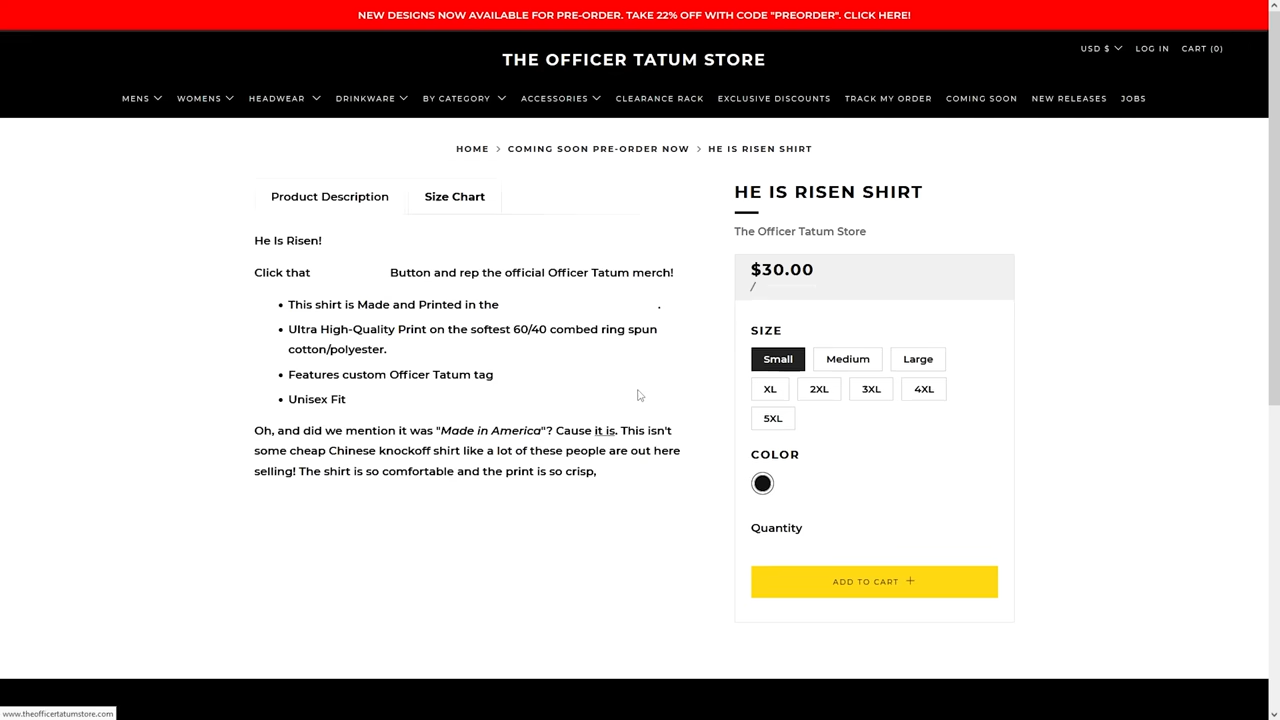 NEW DESIGNS NOW AVAILABLE FOR PRE-ORDER. TAKE 22% OFF WITH CODE "PREORDER". CLICK HERE!
USD $ LOG IN CART (0)
THE OFFICER TATUM STORE
MENS WOMENS HEADWEAR DRINKWARE BY CATEGORY ACCESSORIES CLEARANCE RACK EXCLUSIVE DISCOUNTS TRACK MY ORDER COMING SOON NEW RELEASES JOBS
HOME > COMING SOON PRE-ORDER NOW > HE IS RISEN SHIRT
Product Description Size Chart
He Is Risen!
Click that Button and rep the official Officer Tatum merch!
• This shirt is Made and Printed in the .
• Ultra High-Quality Print on the softest 60/40 combed ring spun
cotton/polyester.
• Features custom Officer Tatum tag
• Unisex Fit
Oh, and did we mention it was "Made in America"? Cause it is. This isn't
some cheap Chinese knockoff shirt like a lot of these people are out here
selling! The shirt is so comfortable and the print is so crisp,
HE IS RISEN SHIRT
The Officer Tatum Store
$30.00
/
SIZE
Small Medium Large
XL 2XL 3XL 4XL
5XL
COLOR
Quantity
ADD TO CART +
www.theofficertatumstore.com